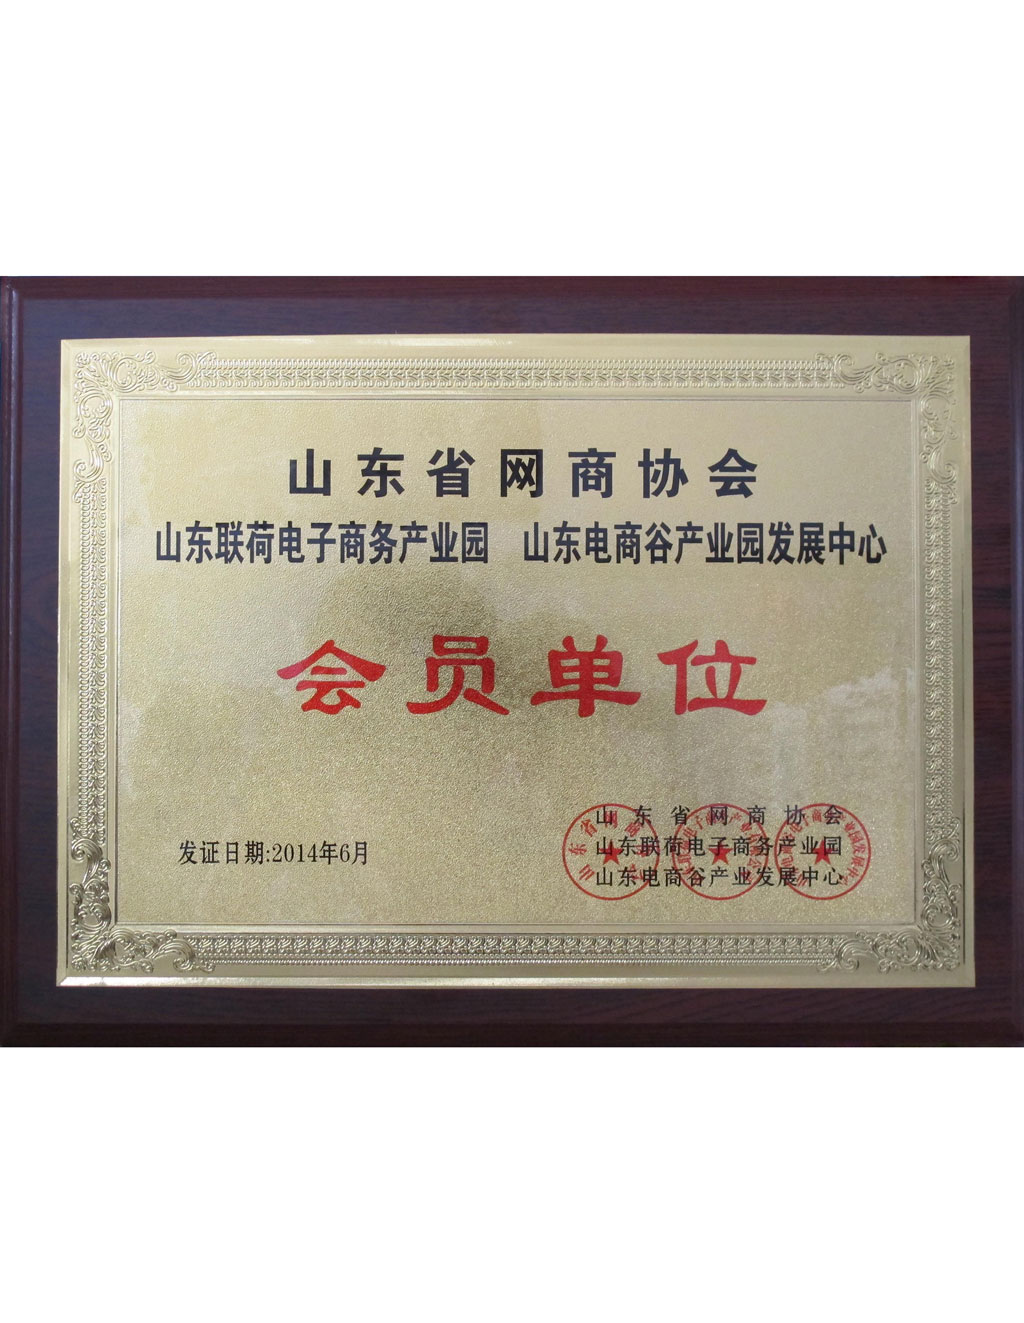 山东省网商协会
山东联荷电子商务产业园 山东电商谷产业园发展中心
会员单位
山东省网商协会
发证日期:2014年6月
山东联荷电子商务产业园
山东电商谷产业发展中心